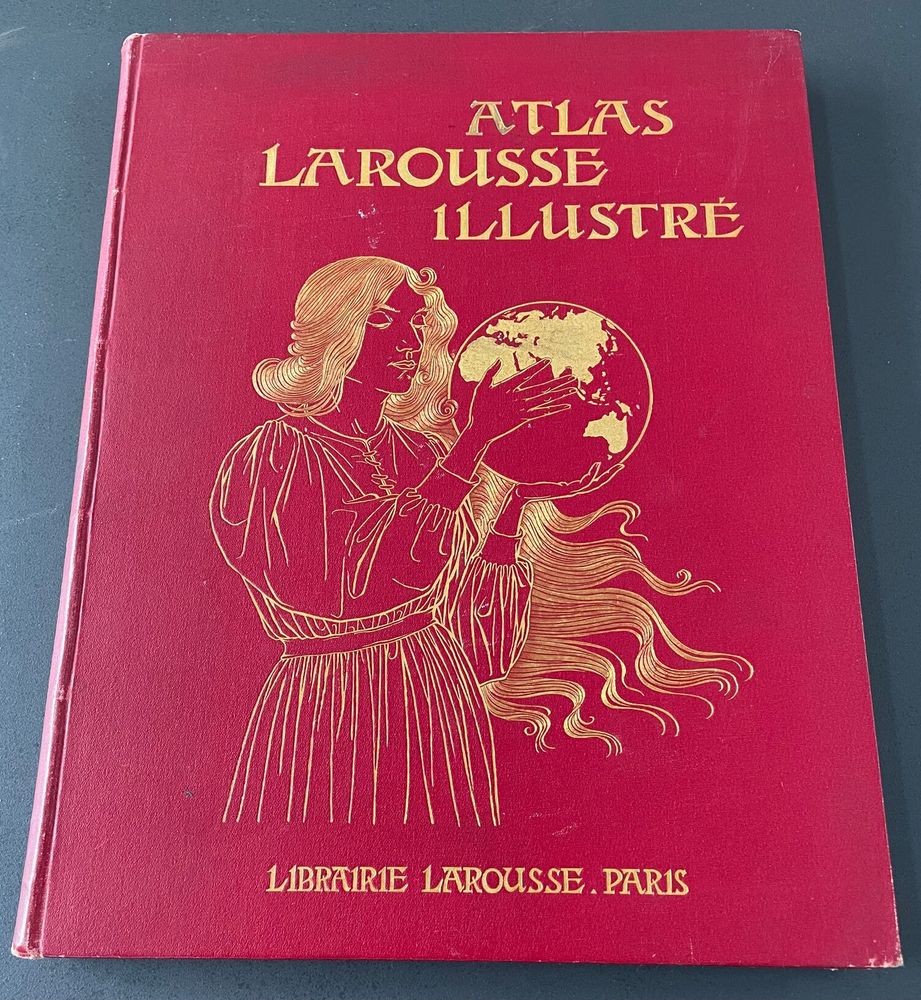 ATLAS
LAROUSSE
ILLUSTRÉ
LIBRAIRIE LAROUSSE. PARIS